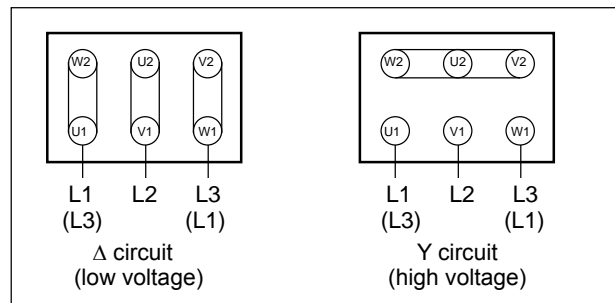 W2 U2 V2
U1 V1 W1
L1 L2 L3
(L3) (L1)
Δ circuit
(low voltage)
W2 U2 V2
U1 V1 W1
L1 L2 L3
(L3) (L1)
Y circuit
(high voltage)